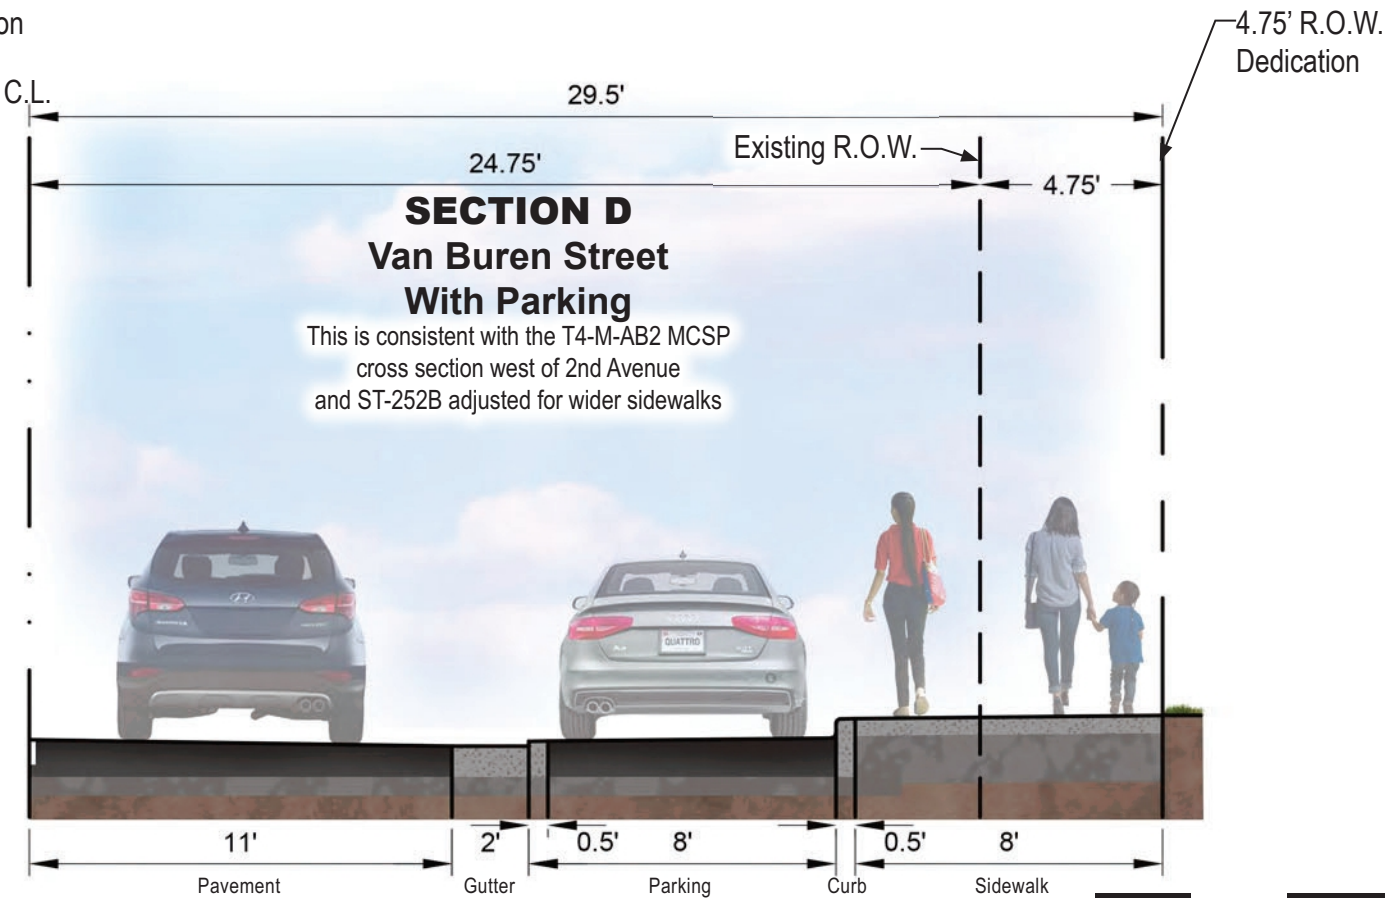 on
4.75’ R.O.W.
Dedication
C.L.
29.5'
Existing R.O.W.
24.75'
4.75'
SECTION D
Van Buren Street
With Parking
This is consistent with the T4-M-AB2 MCSP
cross section west of 2nd Avenue
and ST-252B adjusted for wider sidewalks
QUATTRO
11' 2' 0.5' 8' 0.5' 8'
Pavement Gutter Parking Curb Sidewalk